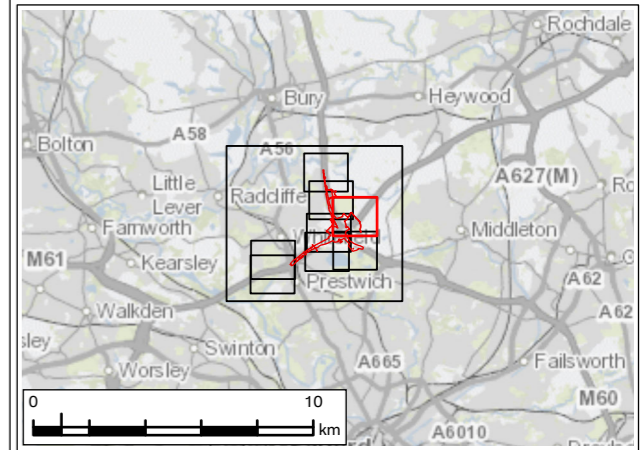 Rochdale
Bury
Heywood
A58
Bolton
A56
A627(M)
Little
Lever
Radcliffe
Ro
Farnworth
Middleton
M61
Kearsley
A62
Prestwich
Walkden
A62
sley
Swinton
A665
Failsworth
Worsley
M60
0
10
km
A6010